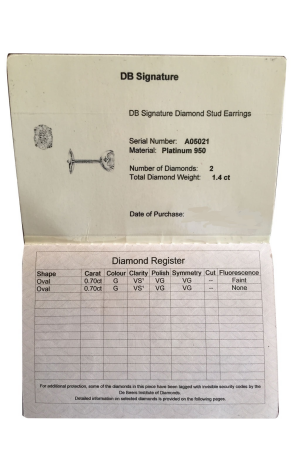 DB Signature
DB Signature Diamond Stud Earrings
Serial Number: A05021
Material: Platinum 950
Number of Diamonds: 2
Total Diamond Weight: 1.4 ct
Date of Purchase:
Diamond Register
Shape Carat Colour Clarity Polish Symmetry Cut Fluorescence
Oval 0.70ct G VS' VG VG -- Faint
Oval 0.70ct G VS' VG VG -- None
For additional protection, some of the diamonds in this piece have been tagged with invisible security codes by the
De Beers Institute of Diamonds.
Detailed information on selected diamonds is provided on the following pages.